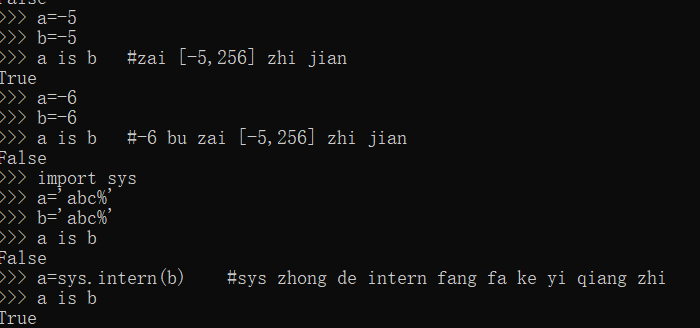 False
>>> a=-5
>>> b=-5
>>> a is b   #zai [-5,256] zhi jian
True
>>> a=-6
>>> b=-6
>>> a is b   #-6 bu zai [-5,256] zhi jian
False
>>> import sys
>>> a='abc%'
>>> b='abc%'
>>> a is b
False
>>> a=sys.intern(b)    #sys zhong de intern fang fa ke yi qiang zhi
>>> a is b
True